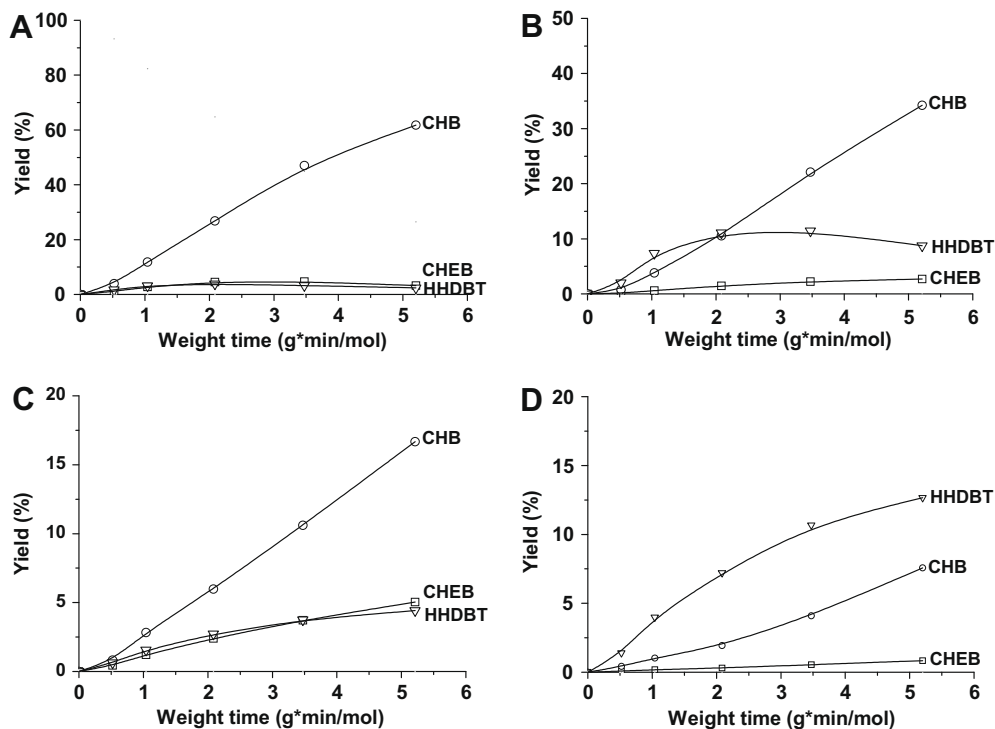 A
Yield (%)
100
80
60
40
20
0
CHB
CHEB
HHDBT
0 1 2 3 4 5 6
Weight time (g*min/mol)
B
Yield (%)
50
40
30
20
10
0
CHB
HHDBT
CHEB
0 1 2 3 4 5 6
Weight time (g*min/mol)
C
Yield (%)
20
15
10
5
0
CHB
CHEB
HHDBT
0 1 2 3 4 5 6
Weight time (g*min/mol)
D
Yield (%)
20
15
10
5
0
HHDBT
CHB
CHEB
0 1 2 3 4 5 6
Weight time (g*min/mol)